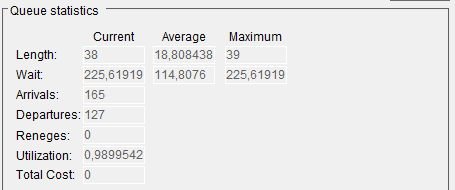 Queue statistics
Current Average Maximum
Length: 38 18,808438 39
Wait: 225,61919 114,8076 225,61919
Arrivals: 165
Departures: 127
Reneges: 0
Utilization: 0,9899542
Total Cost: 0